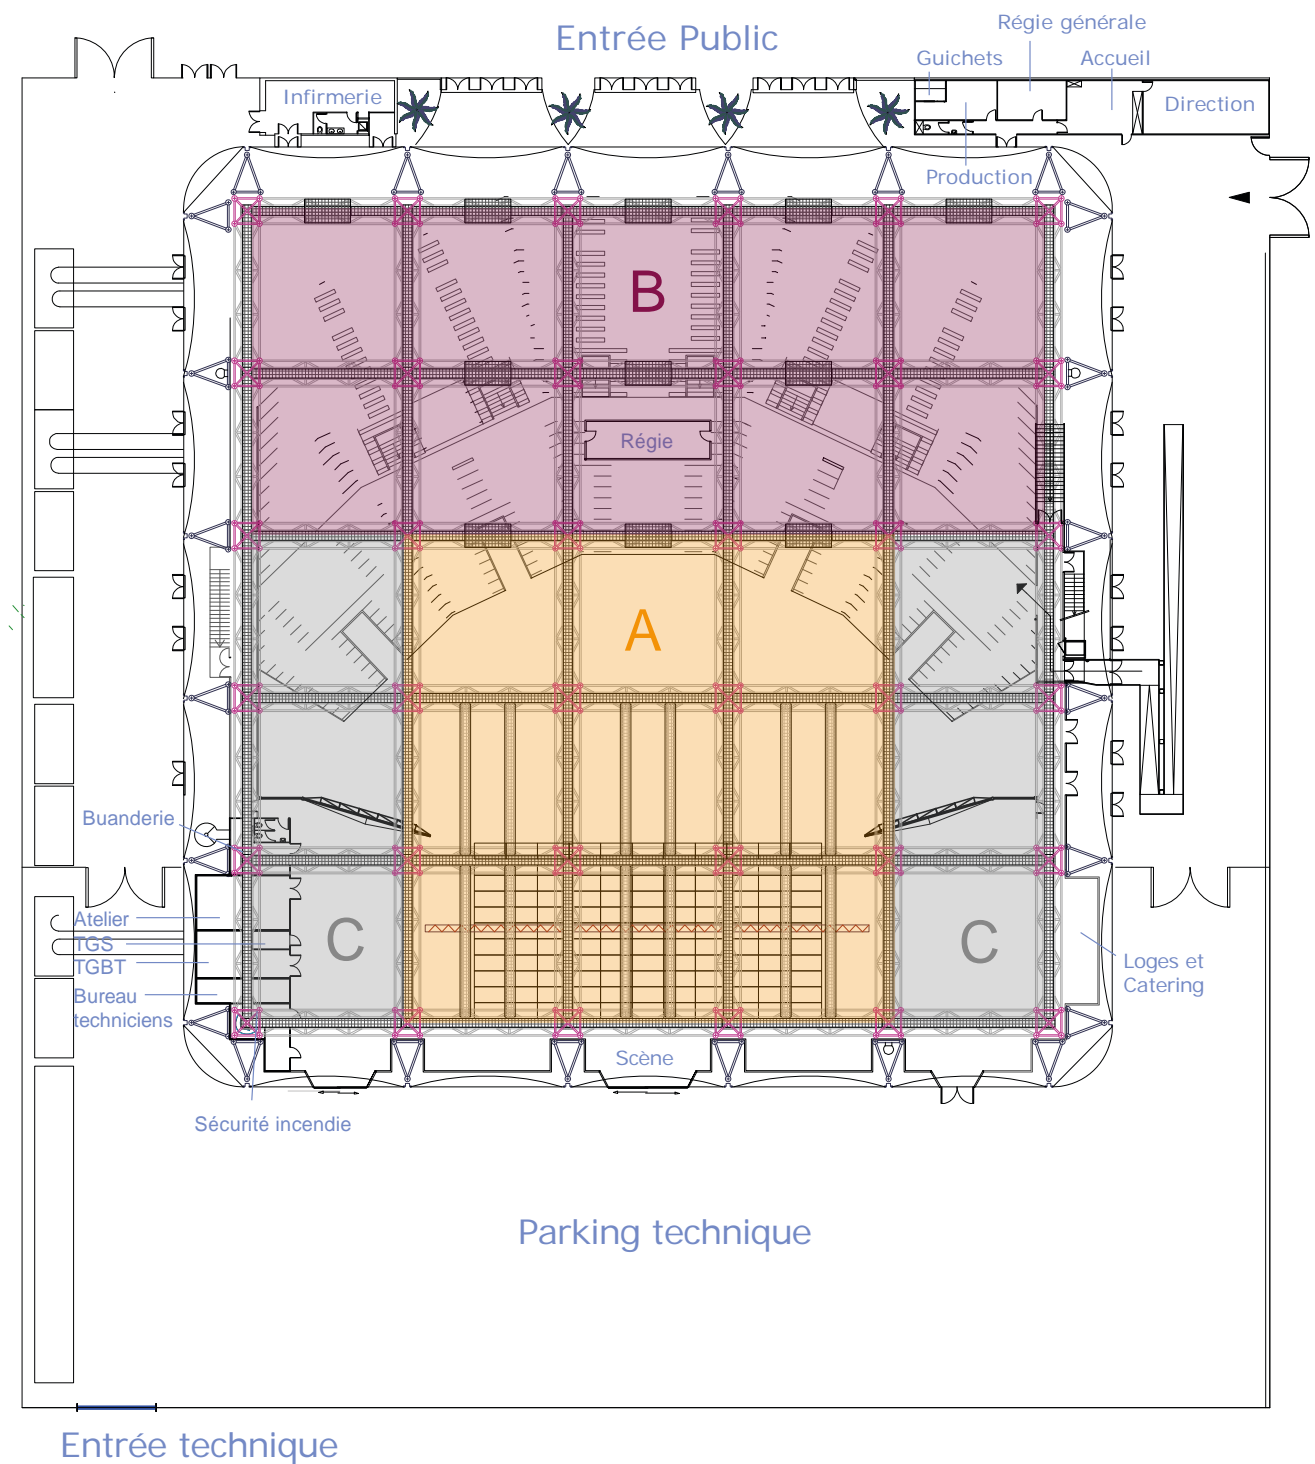 Régie générale
Entrée Public
Guichets
Accueil
Infirmerie
Direction
Production
B
Régie
A
Buanderie
Atelier
TGS
TGBT
Bureau
techniciens
C
C
Loges et
Catering
Scène
Sécurité incendie
Parking technique
Entrée technique